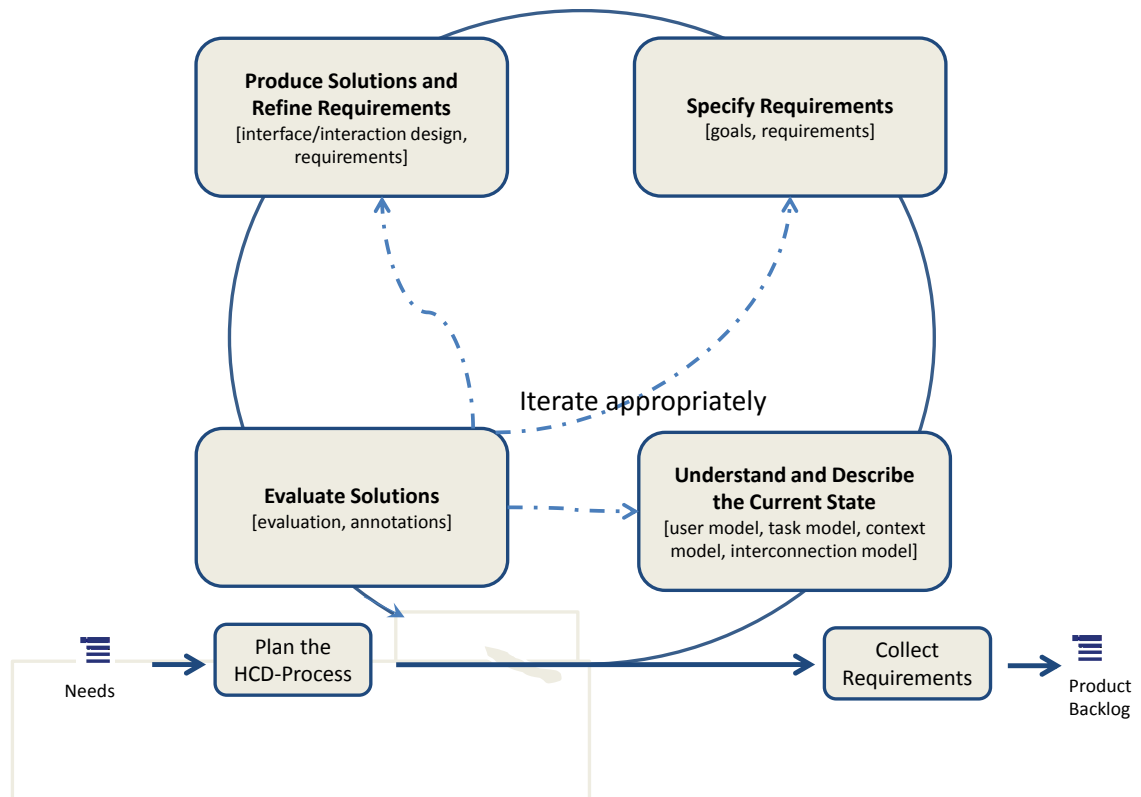 Produce Solutions and
Refine Requirements
[interface/interaction design,
requirements]
Specify Requirements
[goals, requirements]
Iterate appropriately
Evaluate Solutions
[evaluation, annotations]
Understand and Describe
the Current State
[user model, task model, context
model, interconnection model]
Needs
Plan the
HCD-Process
Collect
Requirements
Product
Backlog